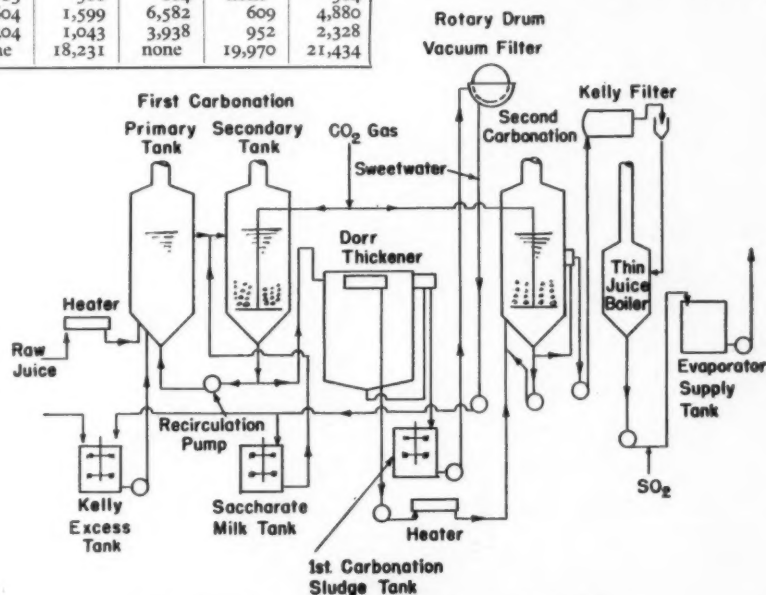 1,599 6,582 609 4,880
1,043 3,938 952 2,328
18,231 none 19,970 21,434
Rotary Drum
Vacuum Filter
Kelly Filter
First Carbonation
Primary
Tank
Secondary
Tank
CO2 Gas
Second
Carbonation
Sweetwater
Dorr
Thickener
Heater
Raw
Juice
Thin
Juice
Boiler
Evaporator
Supply
Tank
Recirculation
Pump
Kelly
Excess
Tank
Saccharate
Milk Tank
Heater
SO2
1st. Carbonation
Sludge Tank